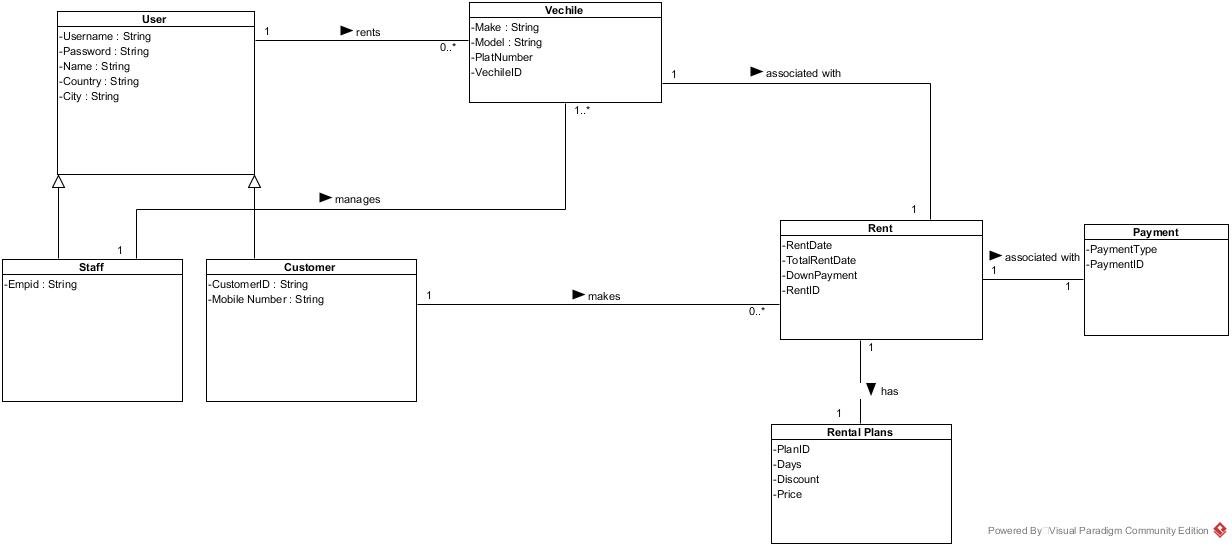 User
-Username : String
-Password : String
-Name : String
-Country : String
-City : String
1
rents
0..*
Vechile
-Make : String
-Model : String
-PlatNumber
-VechileID
1
associated with
1
1..*
manages
1
Staff
-Empid : String
Customer
-CustomerID : String
-Mobile Number : String
1
makes
0..*
Rent
-RentDate
-TotalRentDate
-DownPayment
-RentID
associated with
1
1
Payment
-PaymentType
-PaymentID
1
has
1
Rental Plans
-PlanID
-Days
-Discount
-Price
Powered By Visual Paradigm Community Edition